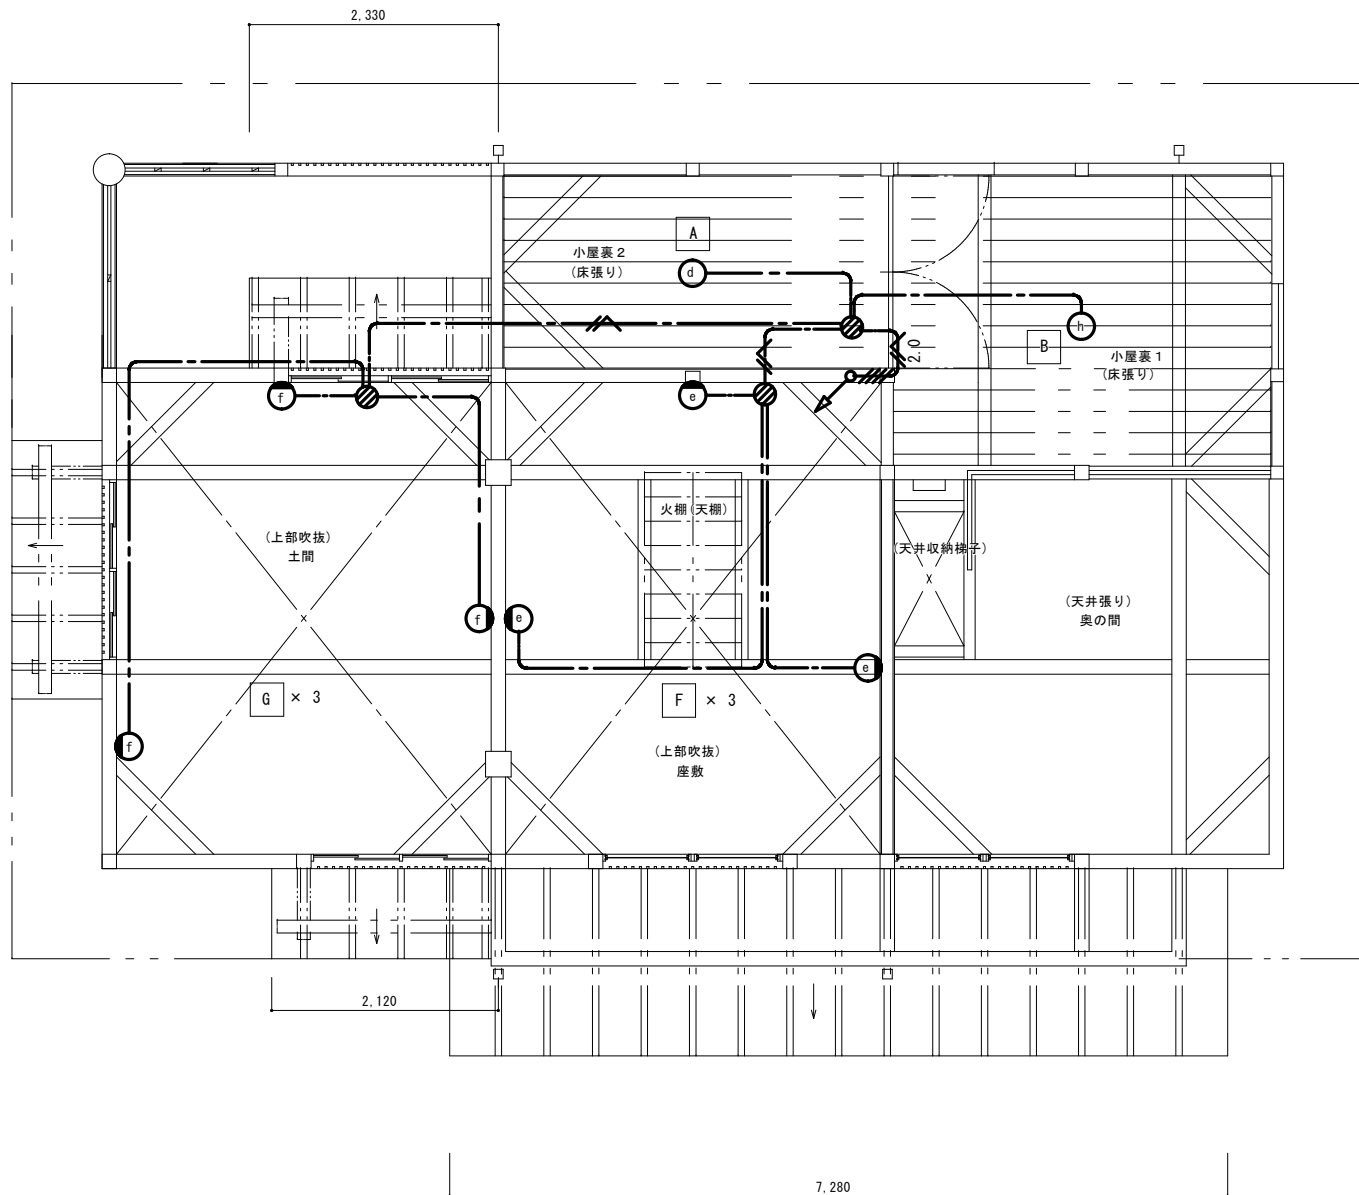 2,330
A
小屋裏２
(床張り)
d
h
B
2.0
小屋裏１
(床張り)
f
e
火棚(天棚)
(上部吹抜)
土間
(天井収納梯子)
(天井張り)
奥の間
f
e
e
G × 3
F × 3
f
(上部吹抜)
座敷
2,120
7,280